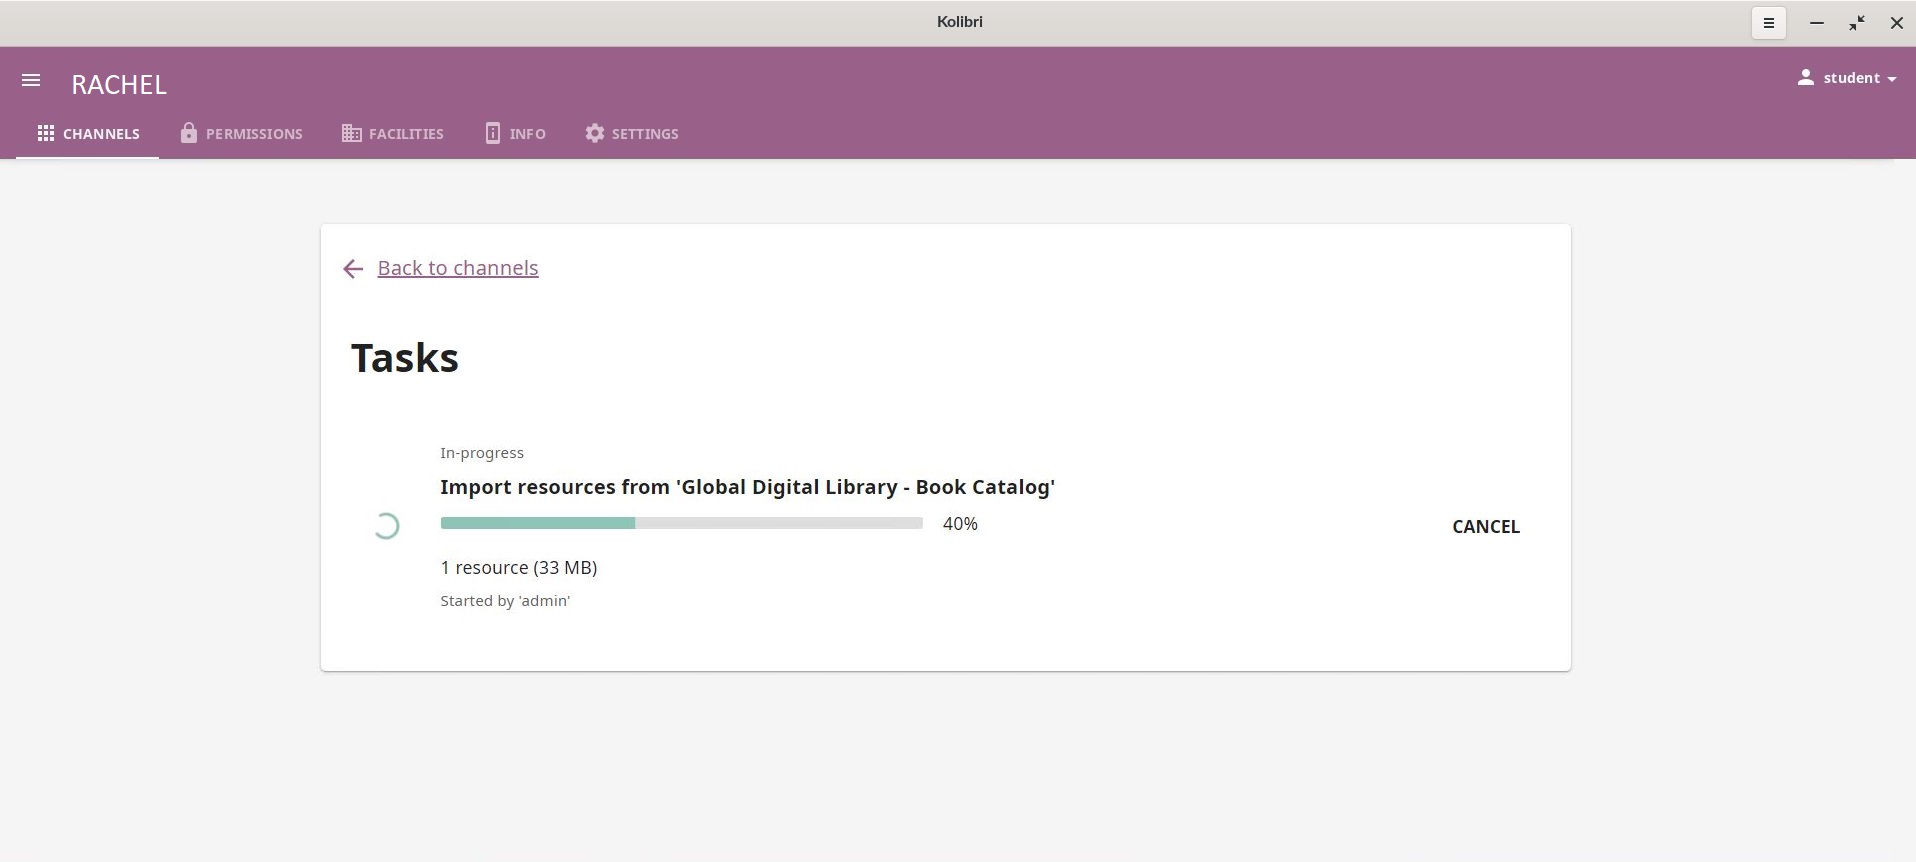 Kolibri
RACHEL
student
CHANNELS PERMISSIONS FACILITIES INFO SETTINGS
Back to channels
Tasks
In-progress
Import resources from 'Global Digital Library - Book Catalog'
40%
CANCEL
1 resource (33 MB)
Started by 'admin'